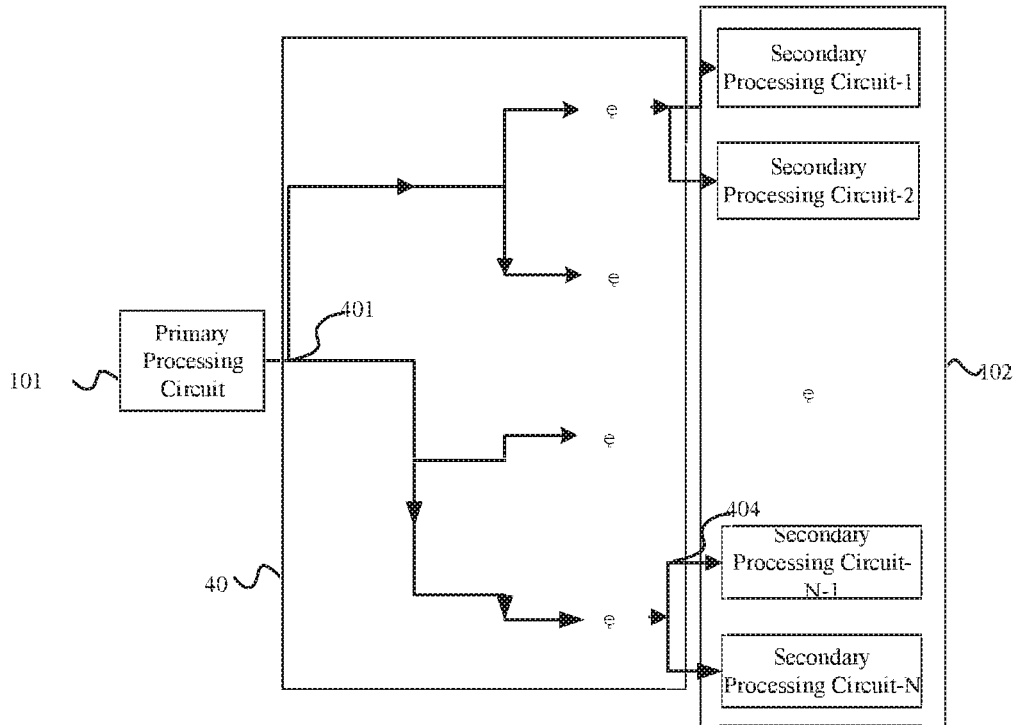 Secondary
Processing Circuit-1
Secondary
Processing Circuit-2
401
Primary
Processing
Circuit
101
102
404
Secondary
Processing Circuit-
N-1
40
Secondary
Processing Circuit-N